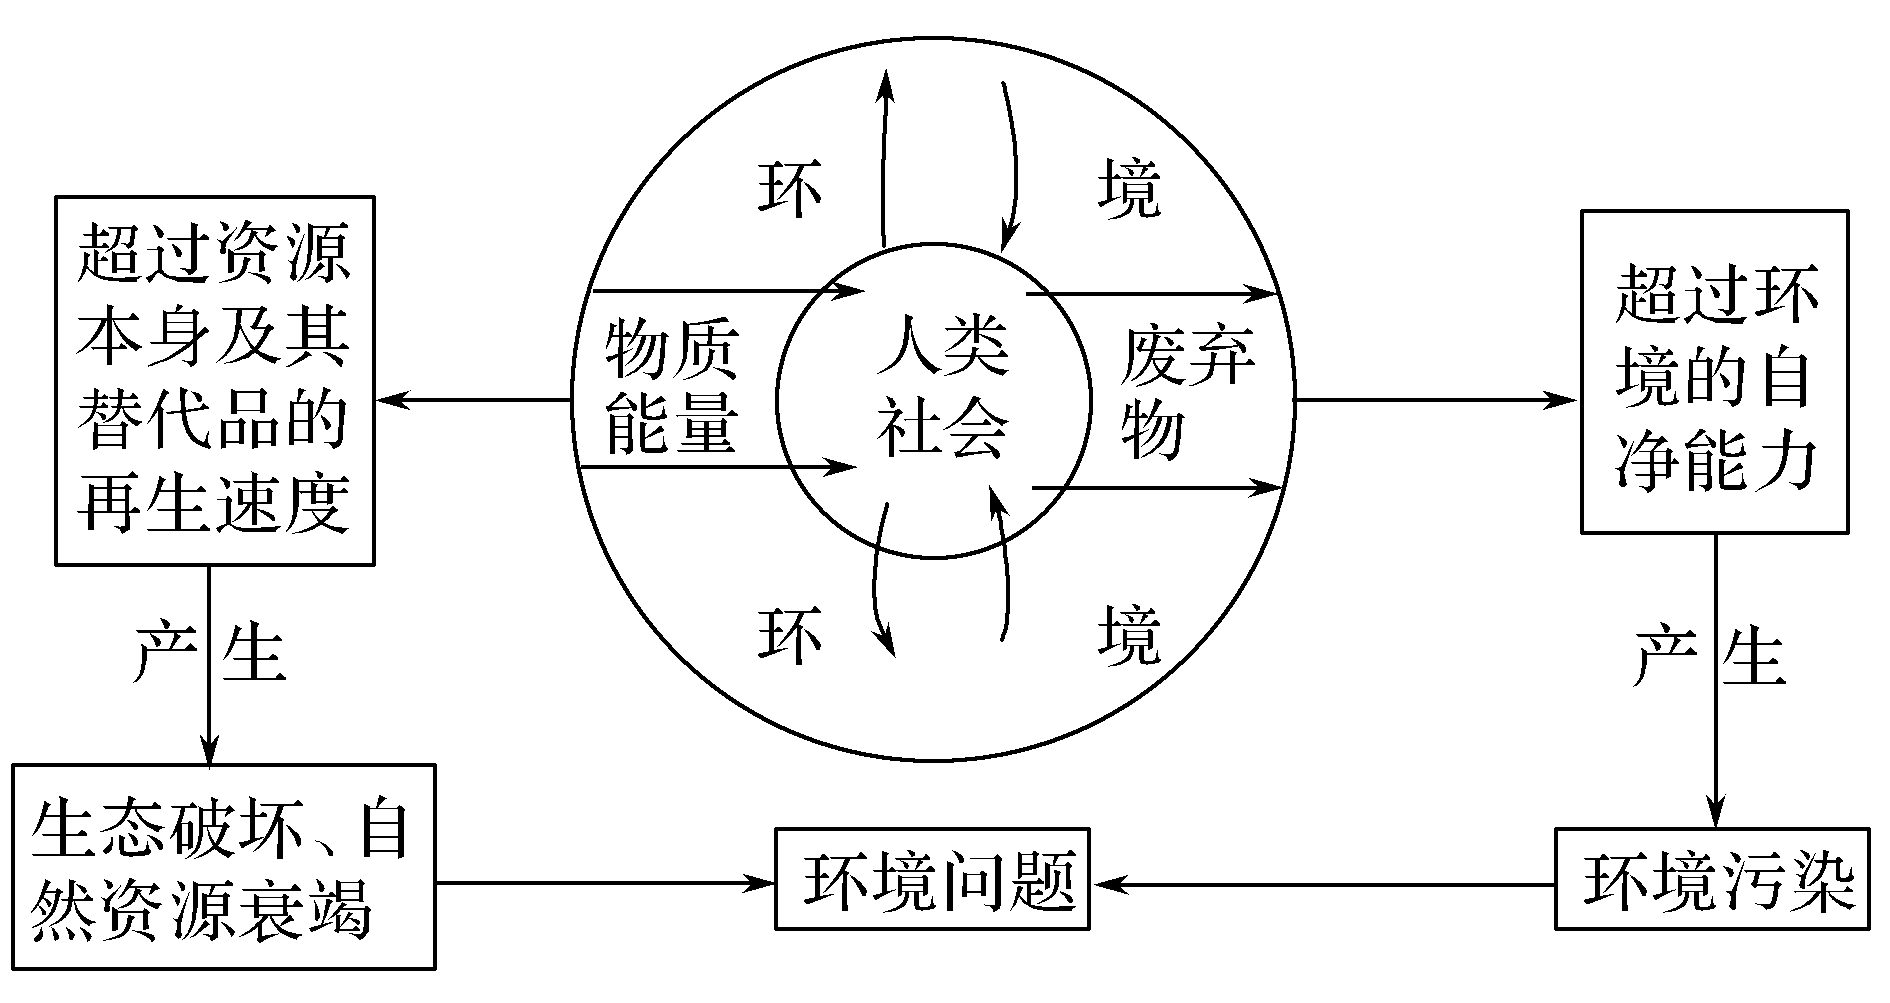 环 境
超过资源
本身及其
替代品的
再生速度
物质
能量
人类
社会
废弃
物
超过环
境的自
净能力
环 境
产生
产生
生态破坏、自
然资源衰竭
环境问题
环境污染